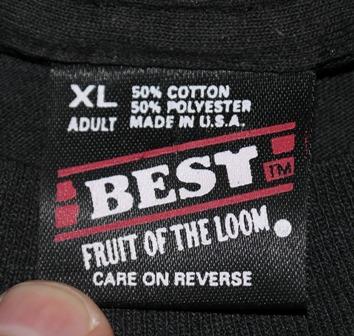 XL 50% COTTON
50% POLYESTER
ADULT MADE IN U.S.A.
BEST TM
FRUIT OF THE LOOM.
CARE ON REVERSE